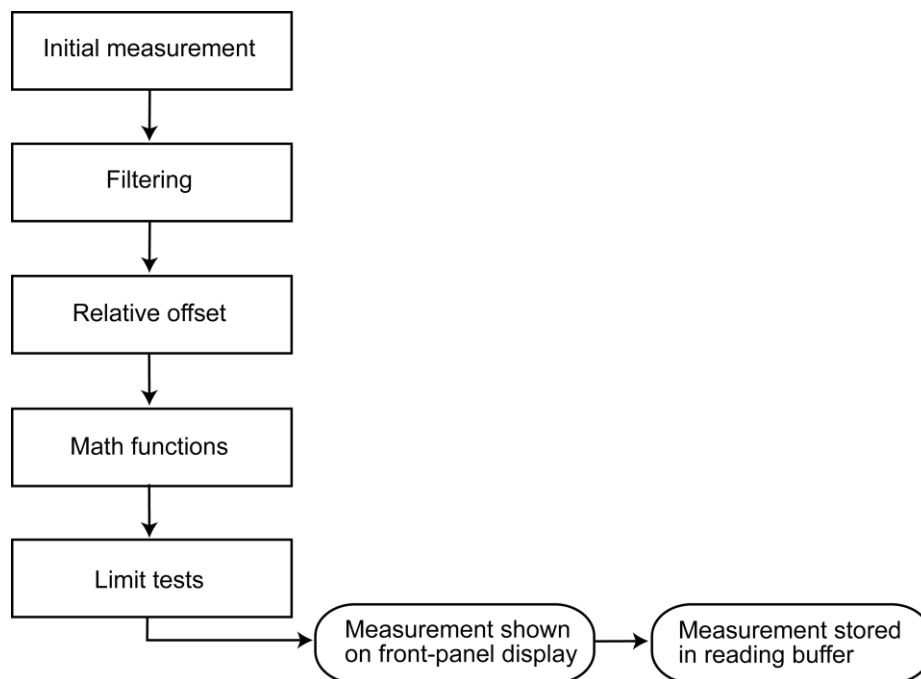 Initial measurement
Filtering
Relative offset
Math functions
Limit tests
Measurement shown
on front-panel display
Measurement stored
in reading buffer